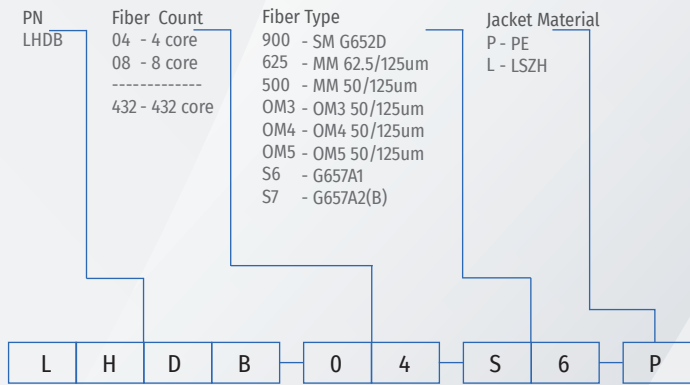 PN
LHDB
Fiber Count
04 - 4 core
08 - 8 core
-------------
432 - 432 core
Fiber Type
900 - SM G652D
625 - MM 62.5/125um
500 - MM 50/125um
OM3 - OM3 50/125um
OM4 - OM4 50/125um
OM5 - OM5 50/125um
S6 - G657A1
S7 - G657A2(B)
Jacket Material
P - PE
L - LSZH
L H D B - 0 4 - S 6 - P